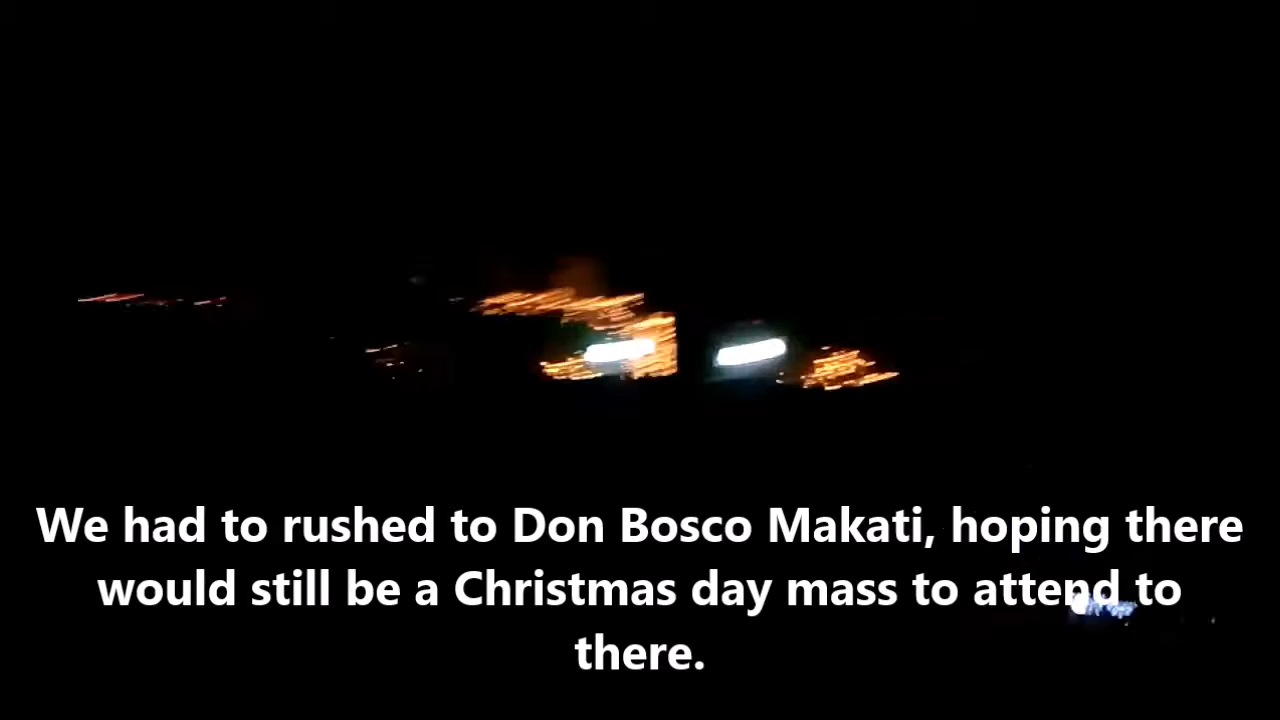 We had to rushed to Don Bosco Makati, hoping there
would still be a Christmas day mass to attend to
there.